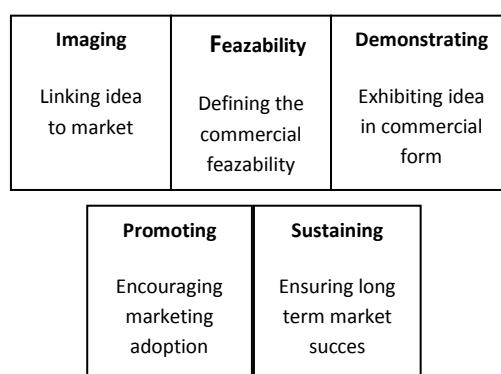 Imaging
Linking idea
to market
Feazability
Defining the
commercial
feazability
Demonstrating
Exhibiting idea
in commercial
form
Promoting
Encouraging
marketing
adoption
Sustaining
Ensuring long
term market
succes